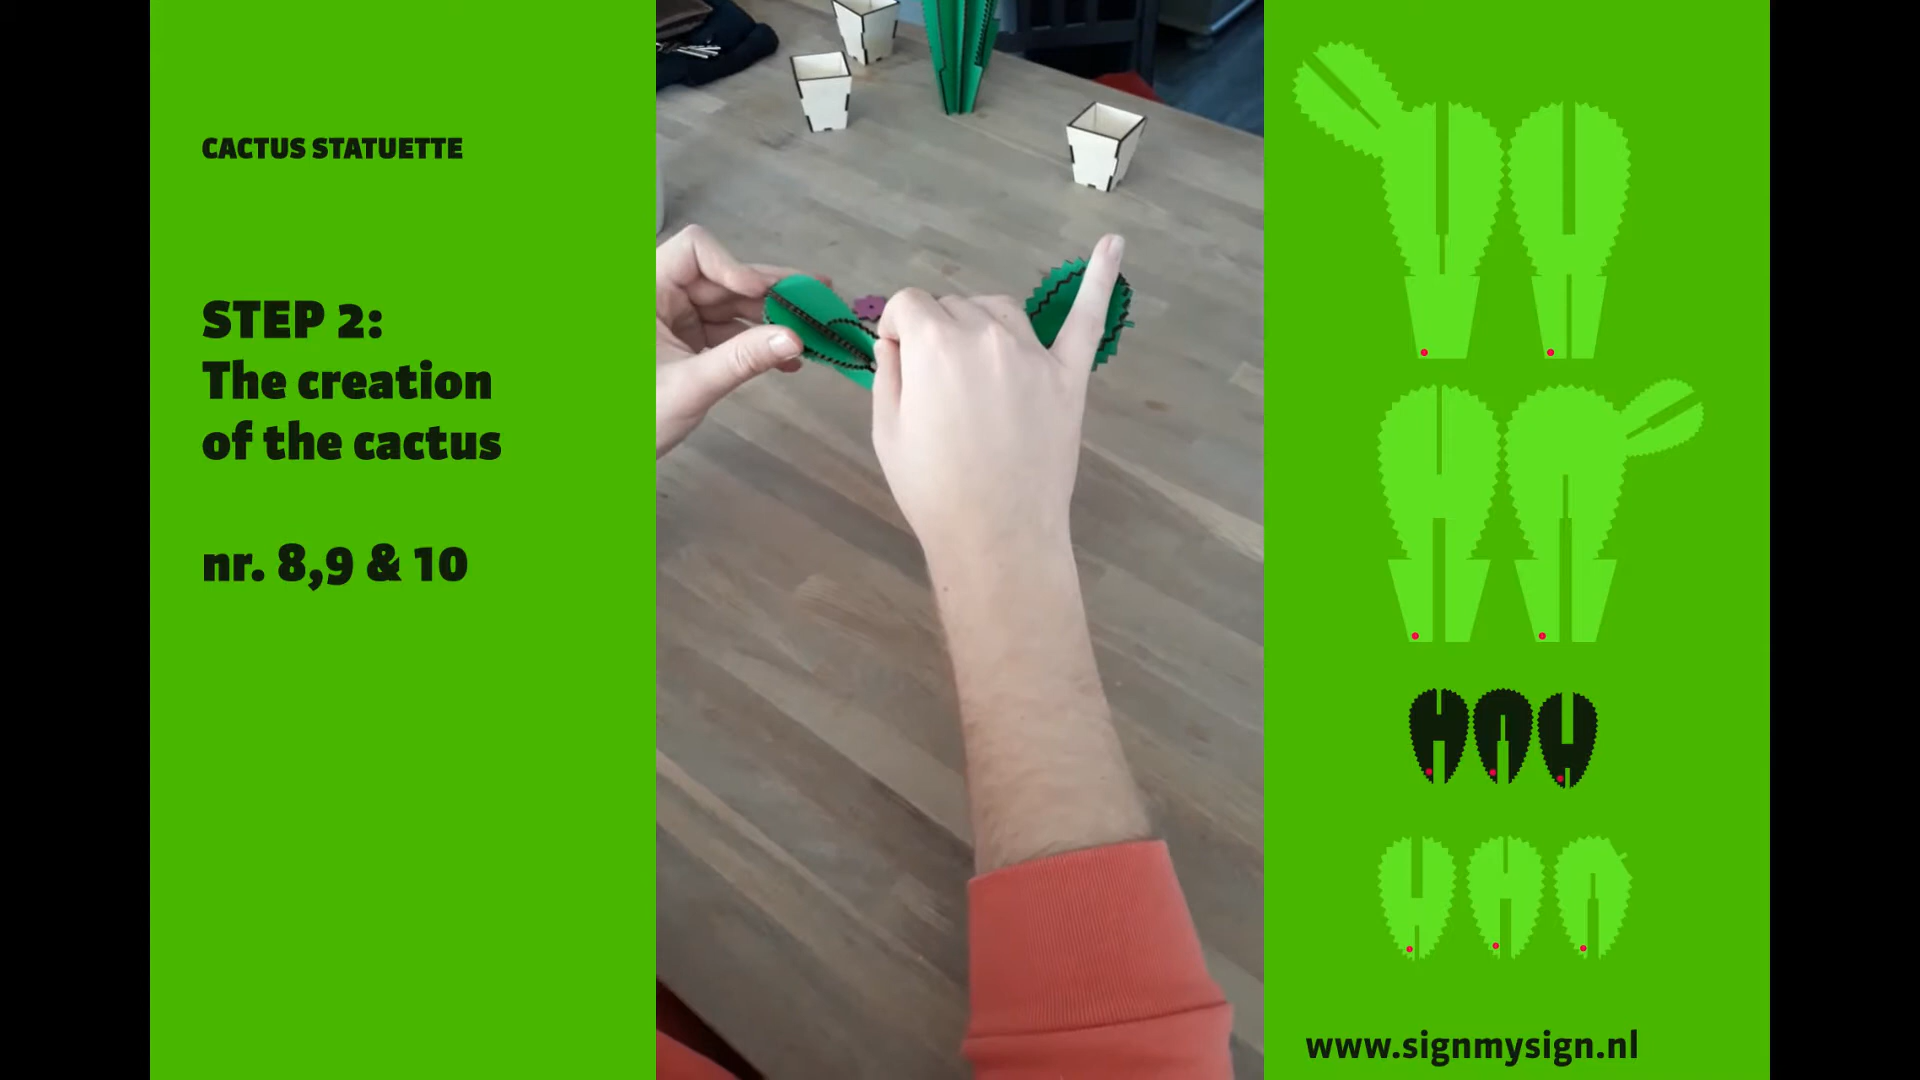 CACTUS STATUETTE
STEP 2:
The creation
of the cactus
nr. 8,9 & 10
www.signmysign.nl